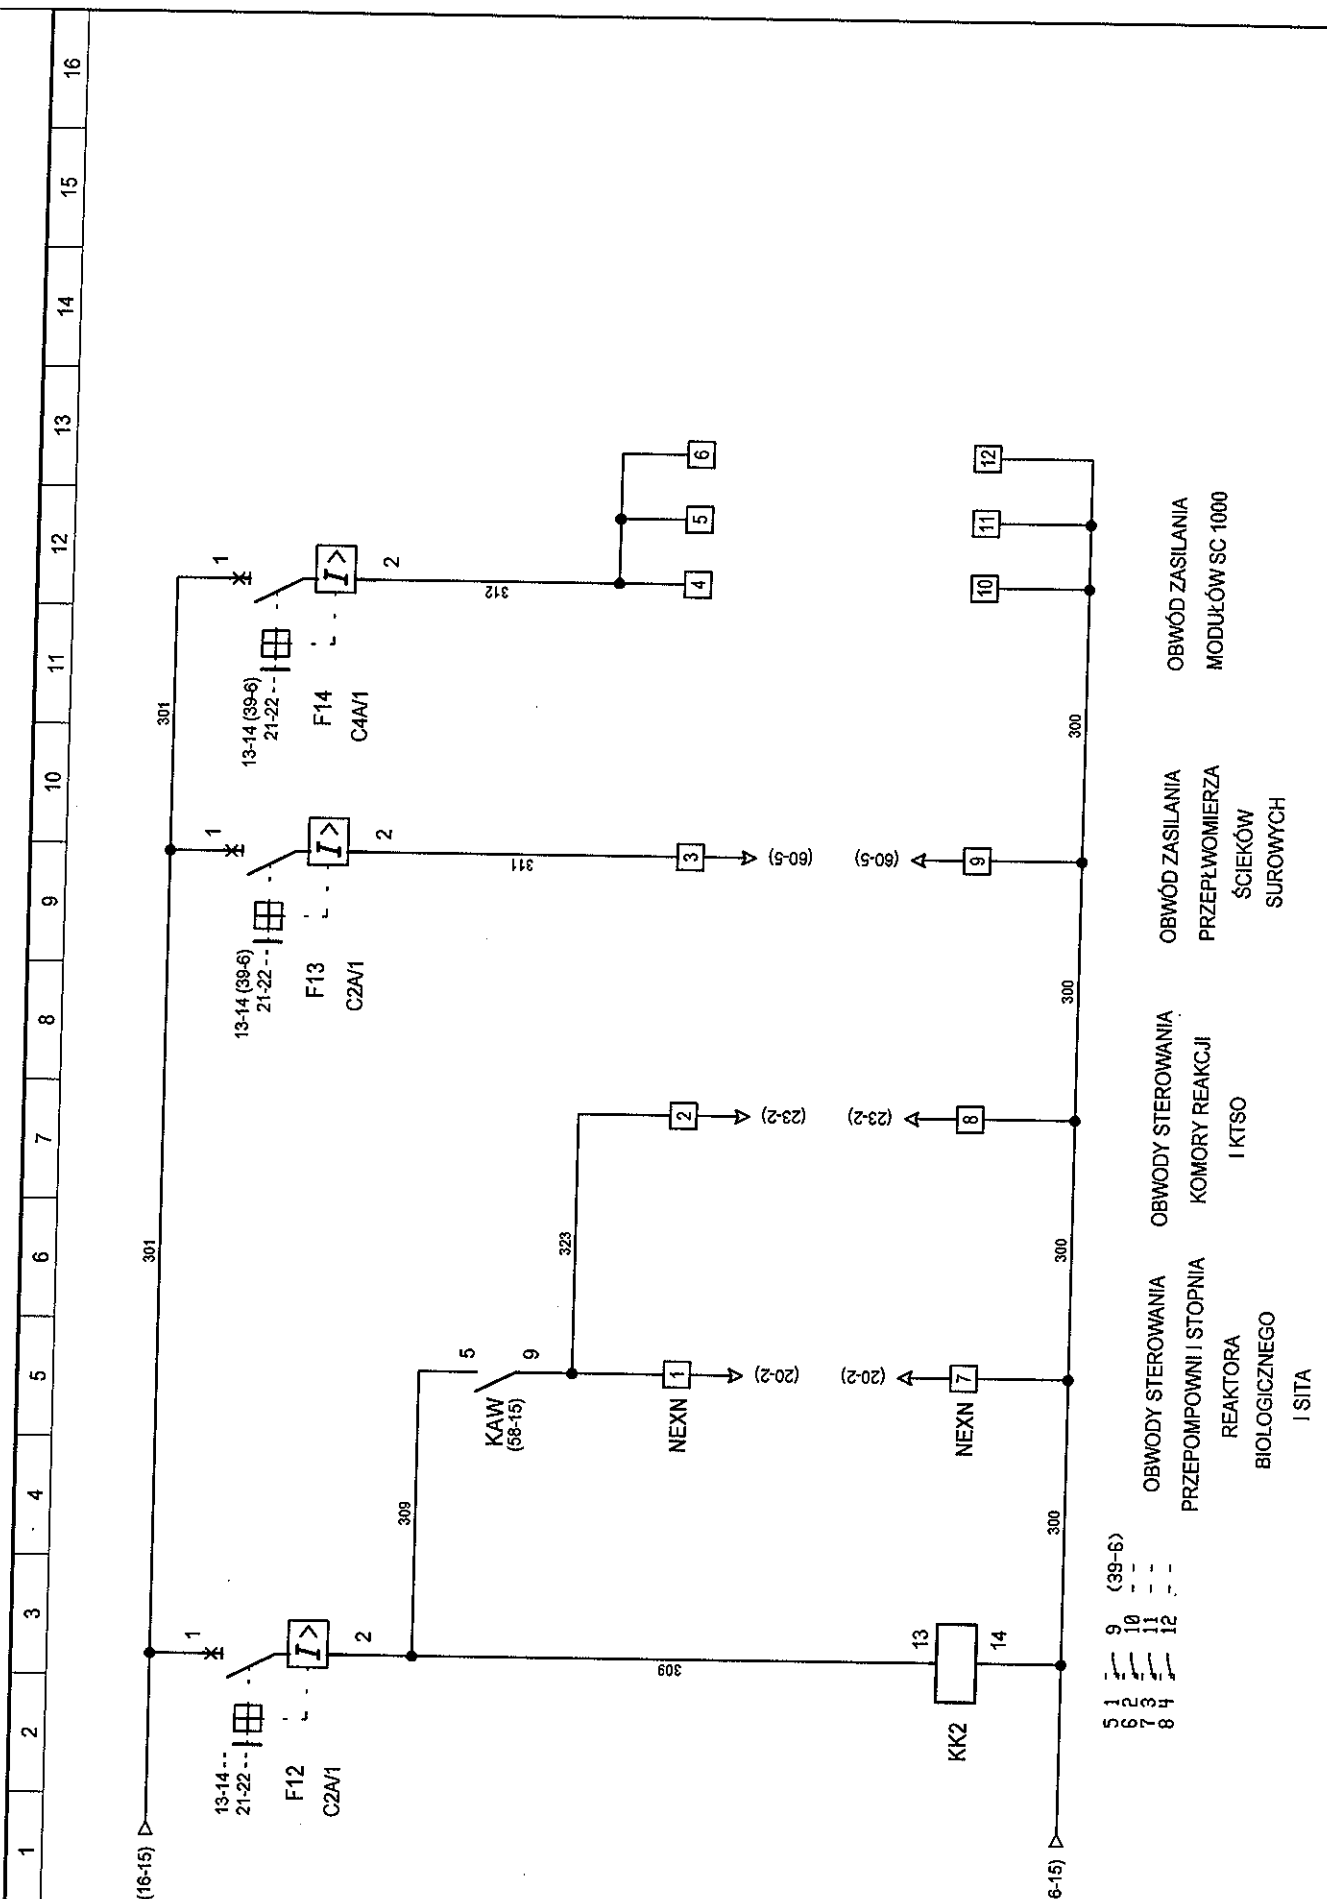 1 2 3 4 5 6 7 8 9 10 11 12 13 14 15 16
(16-15)
301
301
1
13-14 --
21-22 --
F12
C2A/1
I >
2
309
309
KAW
(58-15)
5
9
323
1
13-14 (39-6)
21-22 --
F13
C2A/1
I >
2
311
1
13-14 (39-6)
21-22 --
F14
C4A/1
I >
2
312
NEXN
1
(20-2)
2
(23-2)
3
(60-5)
4
5
6
NEXN
7
(20-2)
8
(23-2)
9
(60-5)
10
11
12
KK2
13
14
6-15)
300
300
300
300
5 1 9 (39-6)
6 2 10 - -
7 3 11 - -
8 4 12 - -
OBWODY STEROWANIA
PRZEPOMPOWNI I STOPNIA
REAKTORA
BIOLOGICZNEGO
I SITA
OBWODY STEROWANIA
KOMORY REAKCJI
I KTSO
OBWÓD ZASILANIA
PRZEPŁWOMIERZA
ŚCIEKÓW
SUROWYCH
OBWÓD ZASILANIA
MODUŁÓW SC 1000